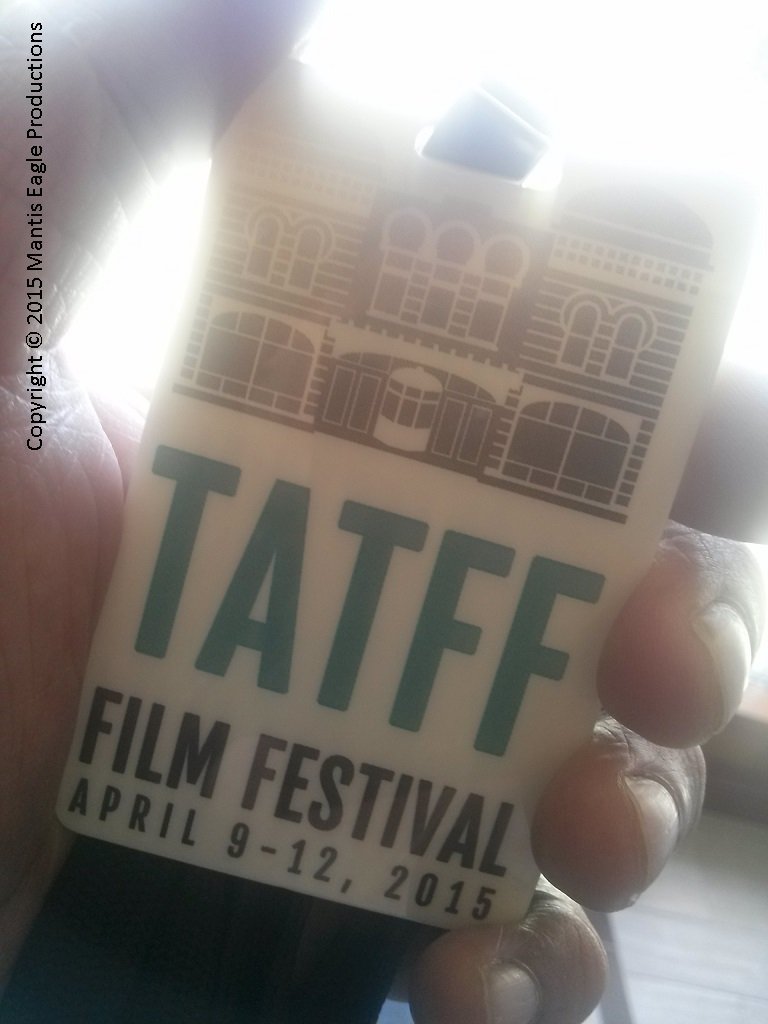 Copyright © 2015 Mantis Eagle Productions
TATFF
FILM FESTIVAL
APRIL 9-12, 2015